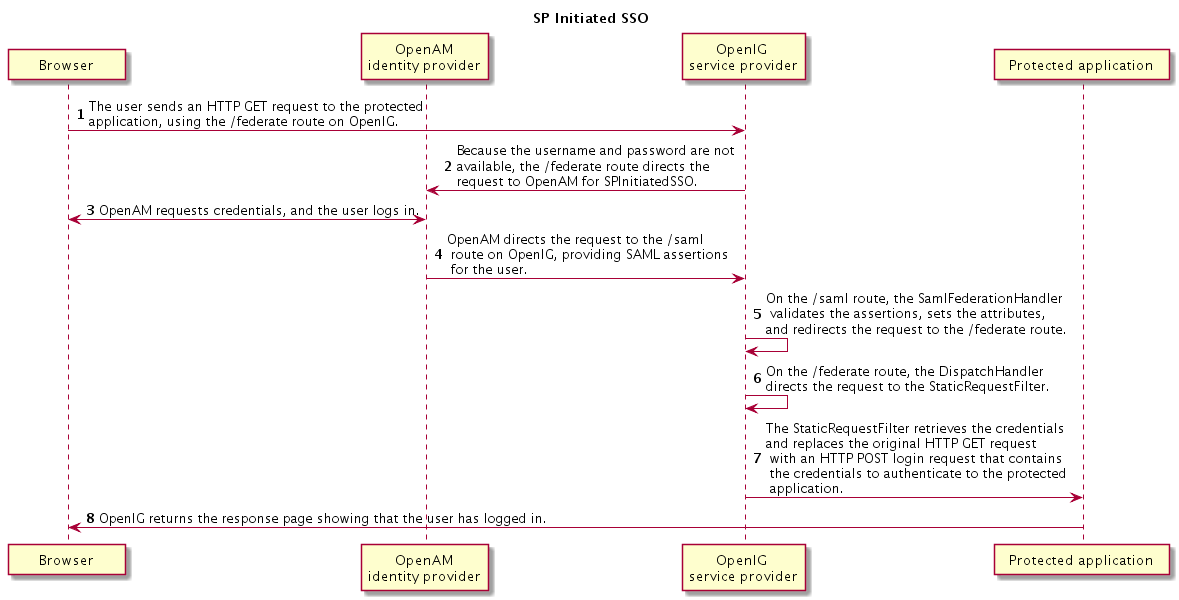 SP Initiated SSO
Browser
OpenAM
identity provider
OpenIG
service provider
Protected application
1 The user sends an HTTP GET request to the protected
application, using the /federate route on OpenIG.
Because the username and password are not
2 available, the /federate route directs the
request to OpenAM for SPInitiatedSSO.
3 OpenAM requests credentials, and the user logs in.
OpenAM directs the request to the /saml
4 route on OpenIG, providing SAML assertions
for the user.
On the /saml route, the SamlFederationHandler
5 validates the assertions, sets the attributes,
and redirects the request to the /federate route.
6 On the /federate route, the DispatchHandler
directs the request to the StaticRequestFilter.
The StaticRequestFilter retrieves the credentials
and replaces the original HTTP GET request
7 with an HTTP POST login request that contains
the credentials to authenticate to the protected
application.
8 OpenIG returns the response page showing that the user has logged in.
Browser
OpenAM
identity provider
OpenIG
service provider
Protected application